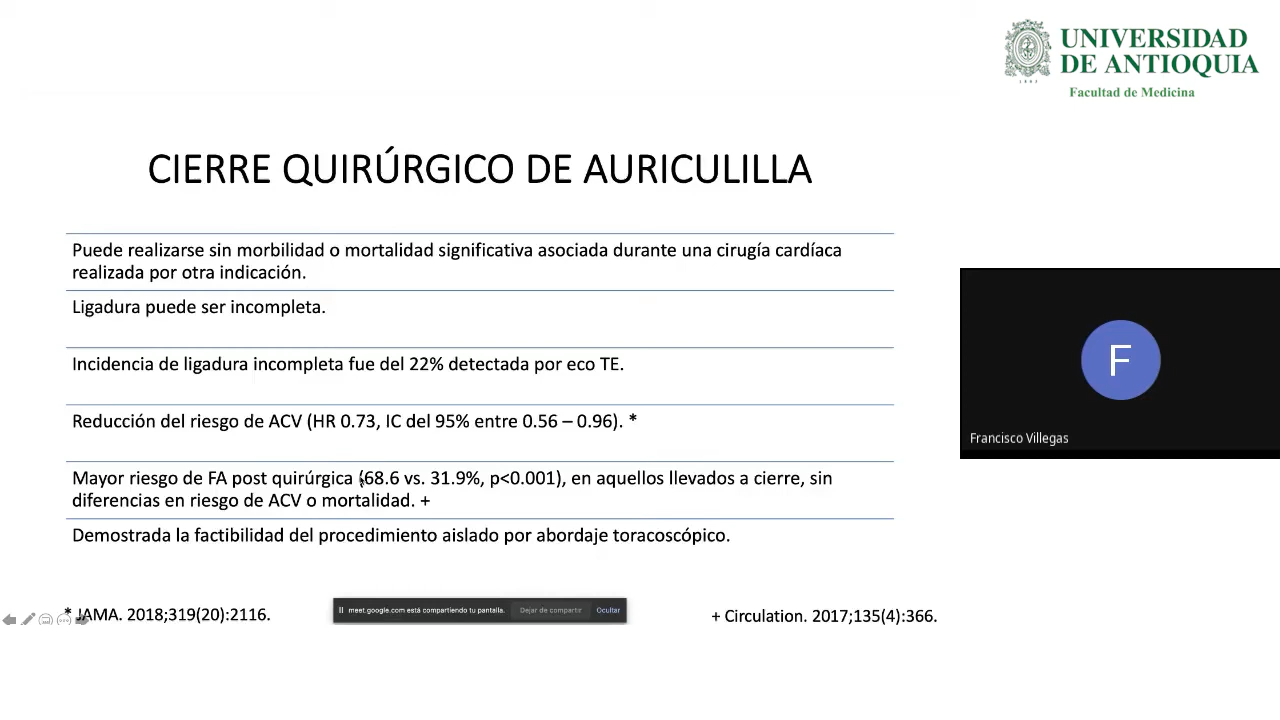 UNIVERSIDAD
DE ANTIOQUIA
1803
Facultad de Medicina
CIERRE QUIRÚRGICO DE AURICULILLA
Puede realizarse sin morbilidad o mortalidad significativa asociada durante una cirugía cardíaca
realizada por otra indicación.
Ligadura puede ser incompleta.
Incidencia de ligadura incompleta fue del 22% detectada por eco TE.
Reducción del riesgo de ACV (HR 0.73, IC del 95% entre 0.56 – 0.96). *
Mayor riesgo de FA post quirúrgica (68.6 vs. 31.9%, p<0.001), en aquellos llevados a cierre, sin
diferencias en riesgo de ACV o mortalidad. +
Demostrada la factibilidad del procedimiento aislado por abordaje toracoscópico.
* JAMA. 2018;319(20):2116.
meet.google.com está compartiendo tu pantalla.
Dejar de compartir
Ocultar
+ Circulation. 2017;135(4):366.
F
Francisco Villegas